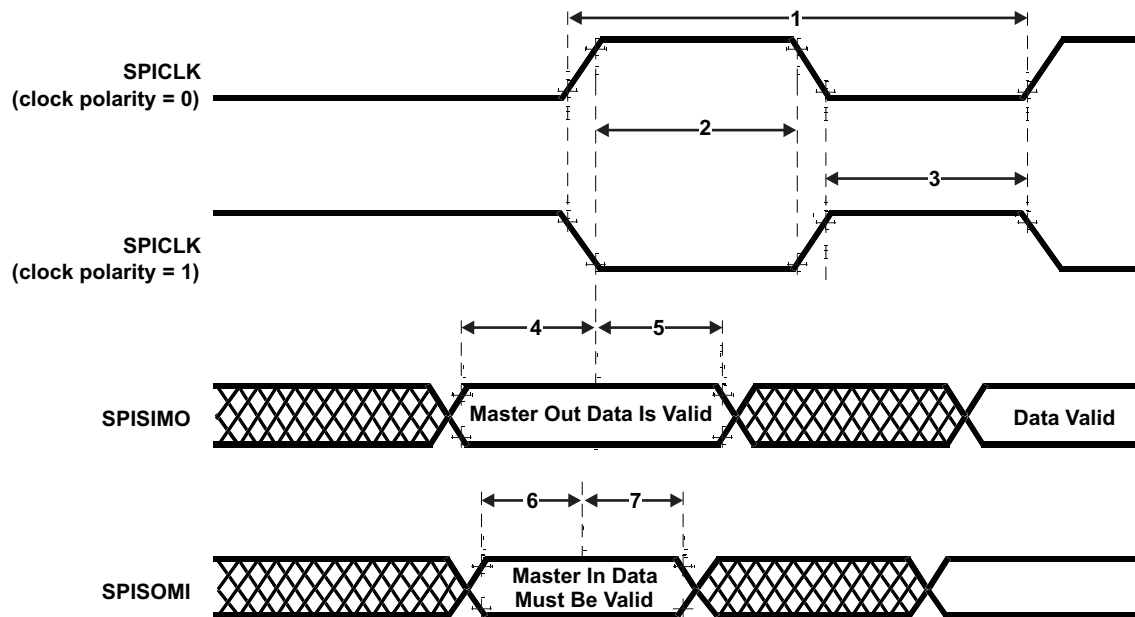 1
SPICLK
(clock polarity = 0)
2
3
SPICLK
(clock polarity = 1)
4
5
SPISIMO
Master Out Data Is Valid
Data Valid
6
7
SPISOMI
Master In Data
Must Be Valid